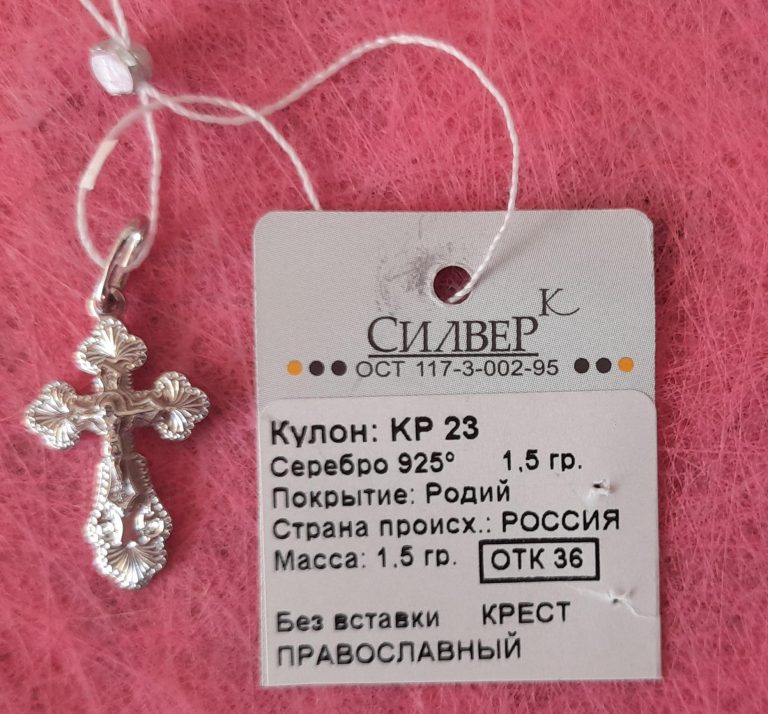 СИЛВЕР К
ОСТ 117-3-002-95
Кулон: КР 23
Серебро 925° 1,5 гр.
Покрытие: Родий
Страна происх.: РОССИЯ
Масса: 1.5 гр. ОТК 36
Без вставки КРЕСТ
ПРАВОСЛАВНЫЙ